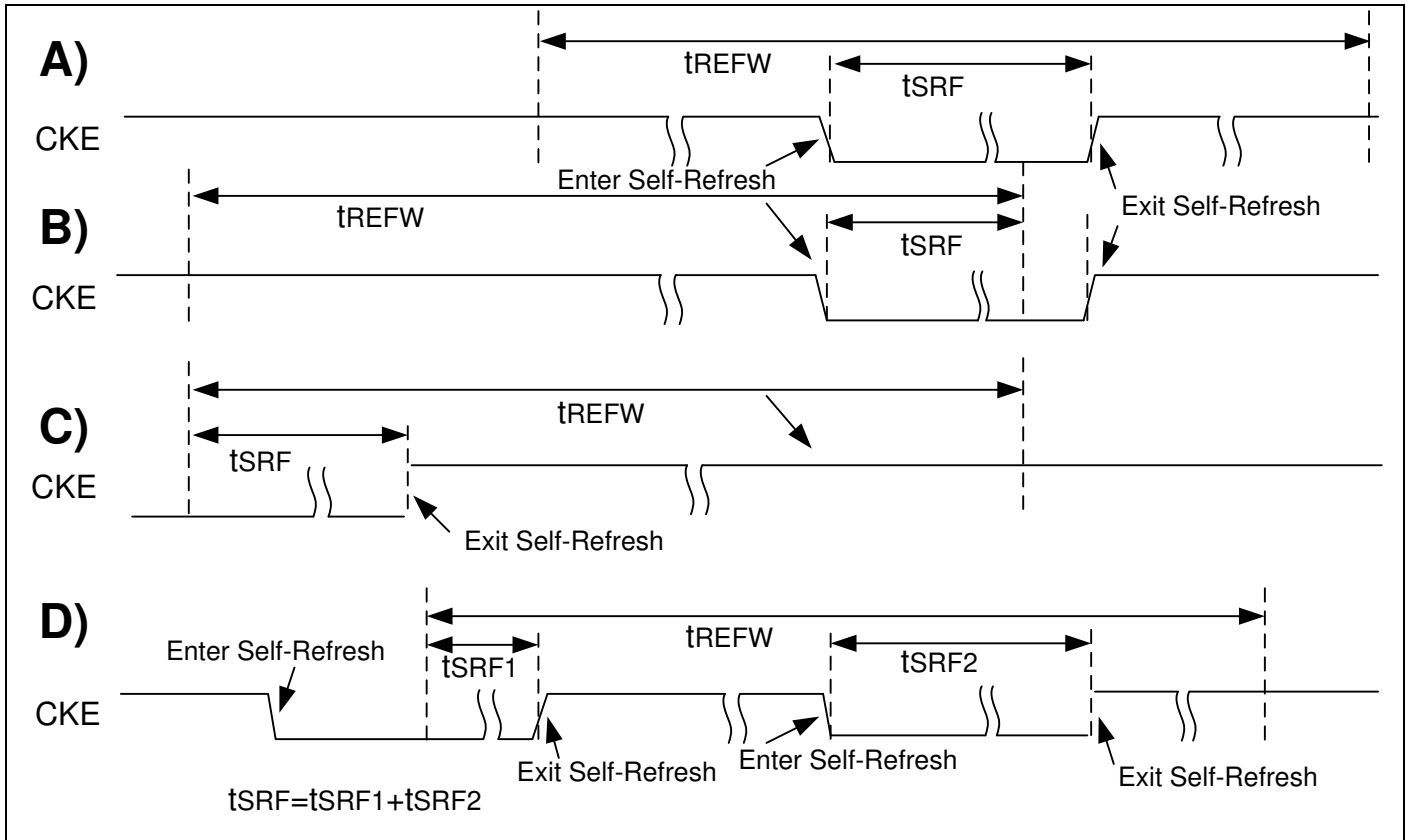 A)
tREFW
tSRF
CKE
Enter Self-Refresh
Exit Self-Refresh
B)
tREFW
tSRF
CKE
C)
tREFW
tSRF
CKE
Exit Self-Refresh
D)
tREFW
Enter Self-Refresh
tSRF1
tSRF2
CKE
Exit Self-Refresh
Enter Self-Refresh
Exit Self-Refresh
tSRF=tSRF1+tSRF2